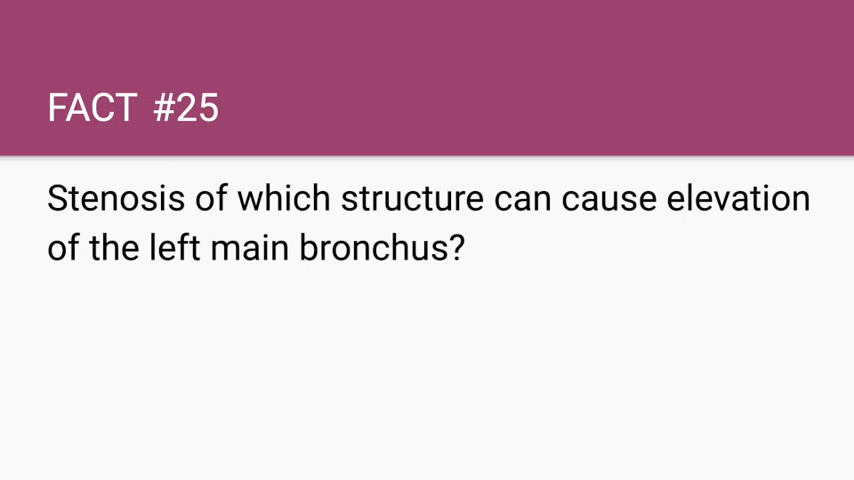 FACT #25
Stenosis of which structure can cause elevation
of the left main bronchus?